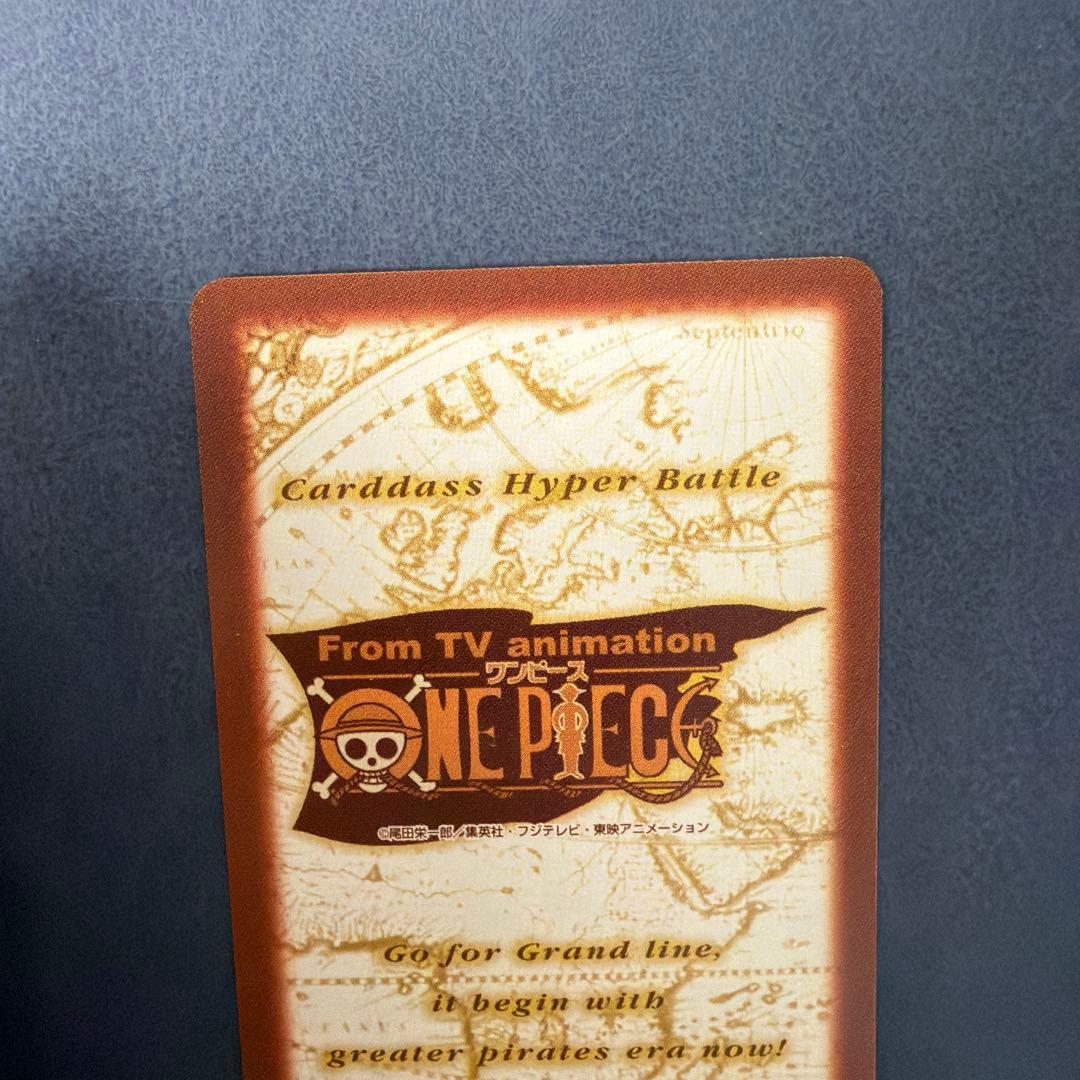 Septentrio
Carddass Hyper Battle
From TV animation
ワンピース
ONE PIECE
©尾田栄一郎／集英社・フジテレビ・東映アニメーション
Go for Grand line,
it begin with
greater pirates era now!